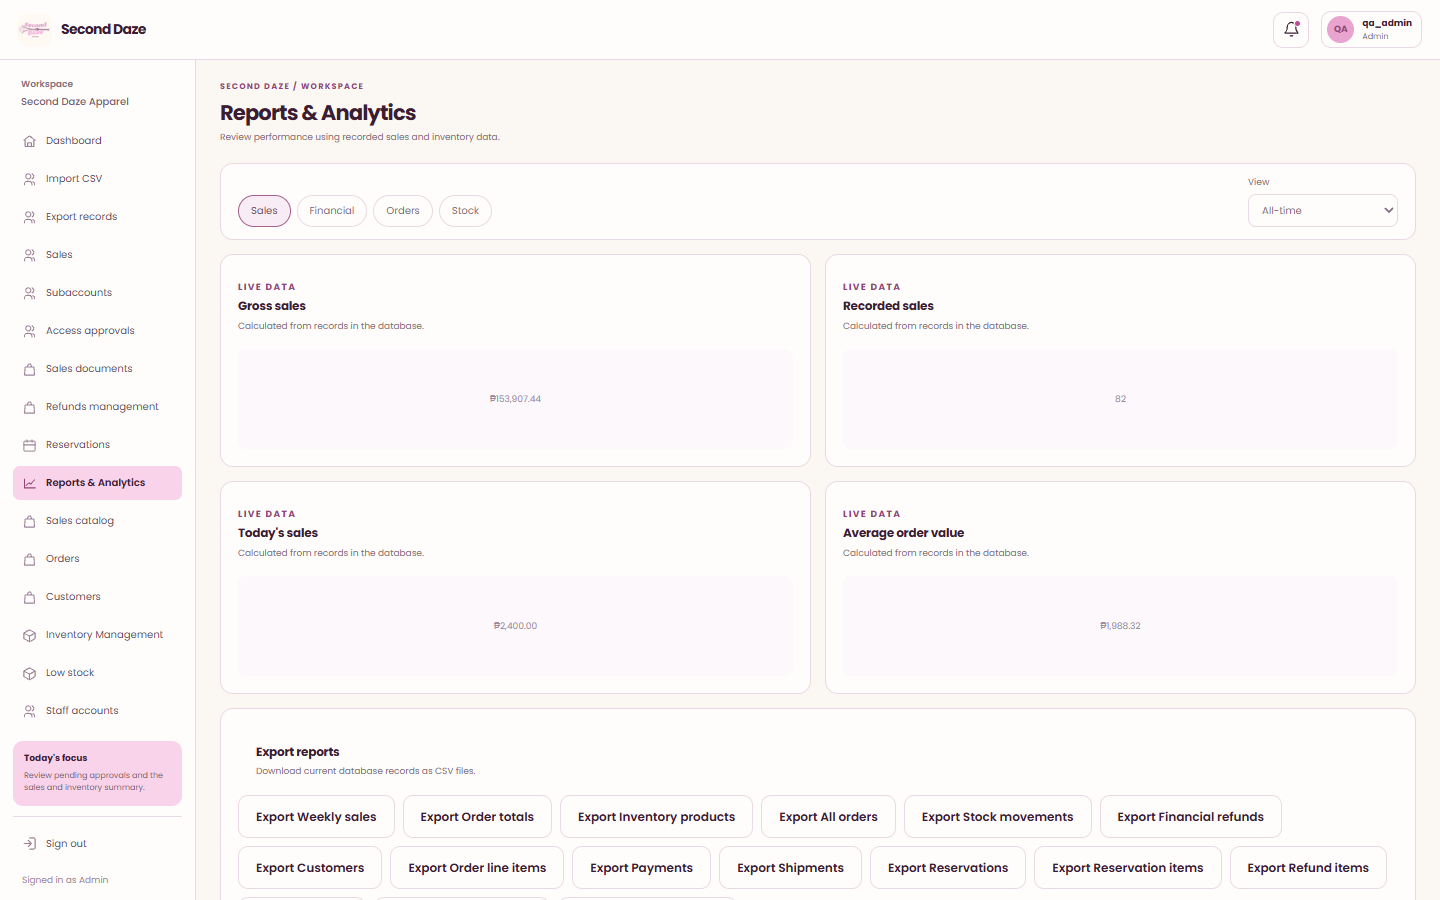 Second Daze
qa_admin
QA
Admin
Workspace
Second Daze Apparel
Dashboard
Import CSV
Export records
Sales
Subaccounts
Access approvals
Sales documents
Refunds management
Reservations
Reports & Analytics
Sales catalog
Orders
Customers
Inventory Management
Low stock
Staff accounts
Today's focus
Review pending approvals and the
sales and inventory summary.
Sign out
Signed in as Admin
SECOND DAZE / WORKSPACE
Reports & Analytics
Review performance using recorded sales and inventory data.
Sales Financial Orders Stock
View
All-time
LIVE DATA
Gross sales
Calculated from records in the database.
₱153,907.44
LIVE DATA
Recorded sales
Calculated from records in the database.
82
LIVE DATA
Today's sales
Calculated from records in the database.
₱2,400.00
LIVE DATA
Average order value
Calculated from records in the database.
₱1,988.32
Export reports
Download current database records as CSV files.
Export Weekly sales Export Order totals Export Inventory products Export All orders Export Stock movements Export Financial refunds
Export Customers Export Order line items Export Payments Export Shipments Export Reservations Export Reservation items Export Refund items